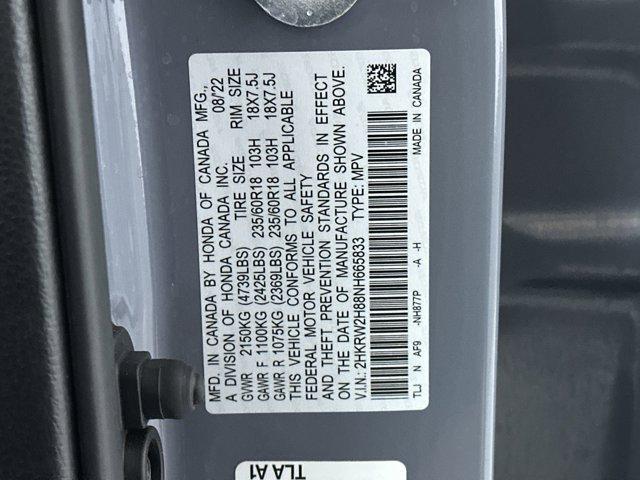 MFD. IN CANADA BY HONDA OF CANADA MFG.,
A DIVISION OF HONDA CANADA INC. 08/22
GVWR 2150KG (4739LBS) TIRE SIZE RIM SIZE
GAWR F 1100KG (2425LBS) 235/60R18 103H 18X7.5J
GAWR R 1075KG (2369LBS) 235/60R18 103H 18X7.5J
THIS VEHICLE CONFORMS TO ALL APPLICABLE
FEDERAL MOTOR VEHICLE SAFETY
AND THEFT PREVENTION STANDARDS IN EFFECT
ON THE DATE OF MANUFACTURE SHOWN ABOVE.
V.I.N.: 2HKRW2H88NH665833 TYPE: MPV
TLJ N AF9 -NH877P -A -H MADE IN CANADA
TLA A1